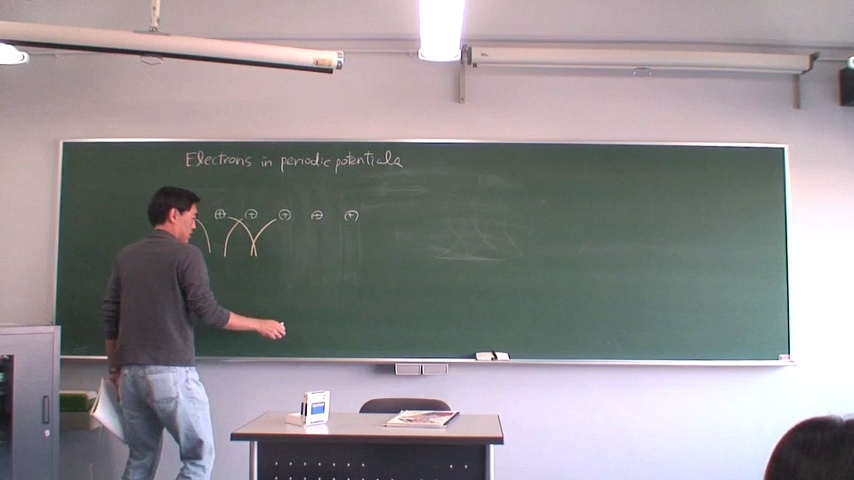 Electrons in periodic potentials
+ + + + +